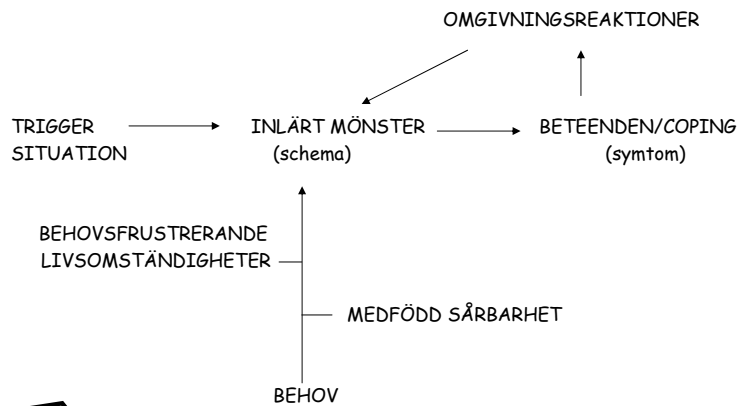 OMGIVNINGSREAKTIONER
TRIGGER
SITUATION
INLÄRT MÖNSTER
(schema)
BETEENDEN/COPING
(symtom)
BEHOVSFRUSTRERANDE
LIVSOMSTÄNDIGHETER
MEDFÖDD SÅRBARHET
BEHOV